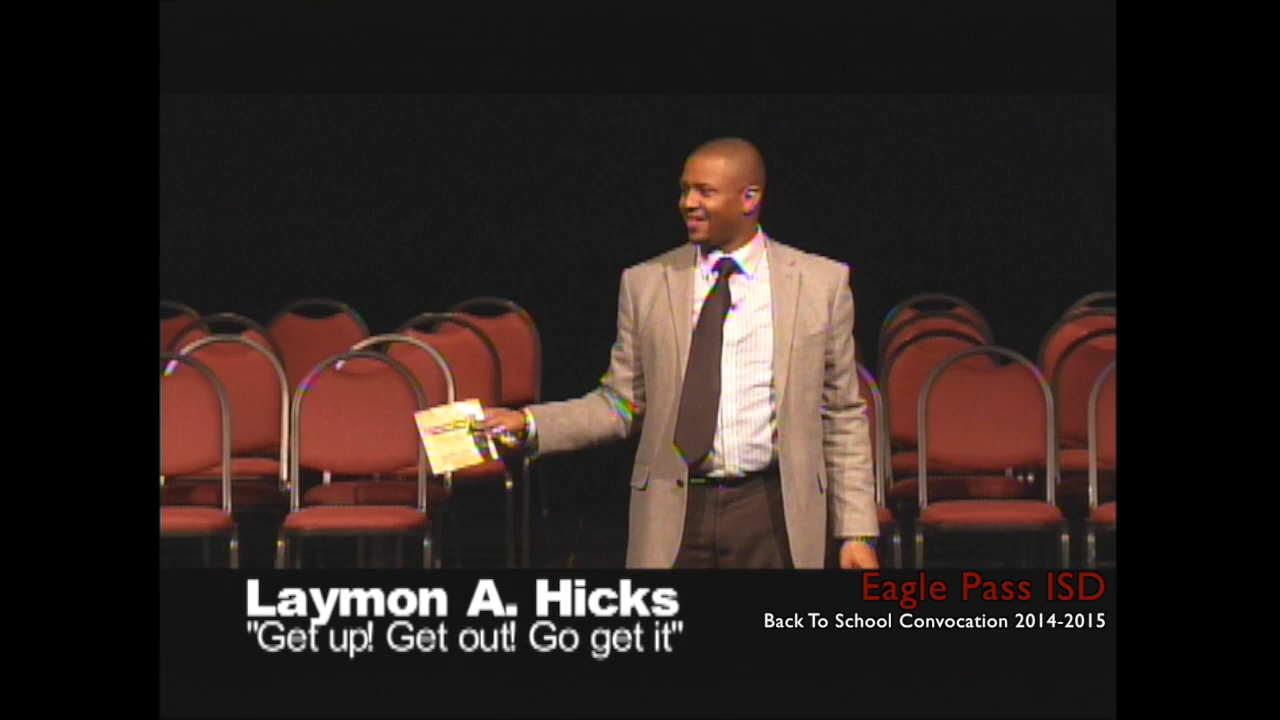 Laymon A. Hicks
"Get up! Get out! Go get it"
Eagle Pass ISD
Back To School Convocation 2014-2015